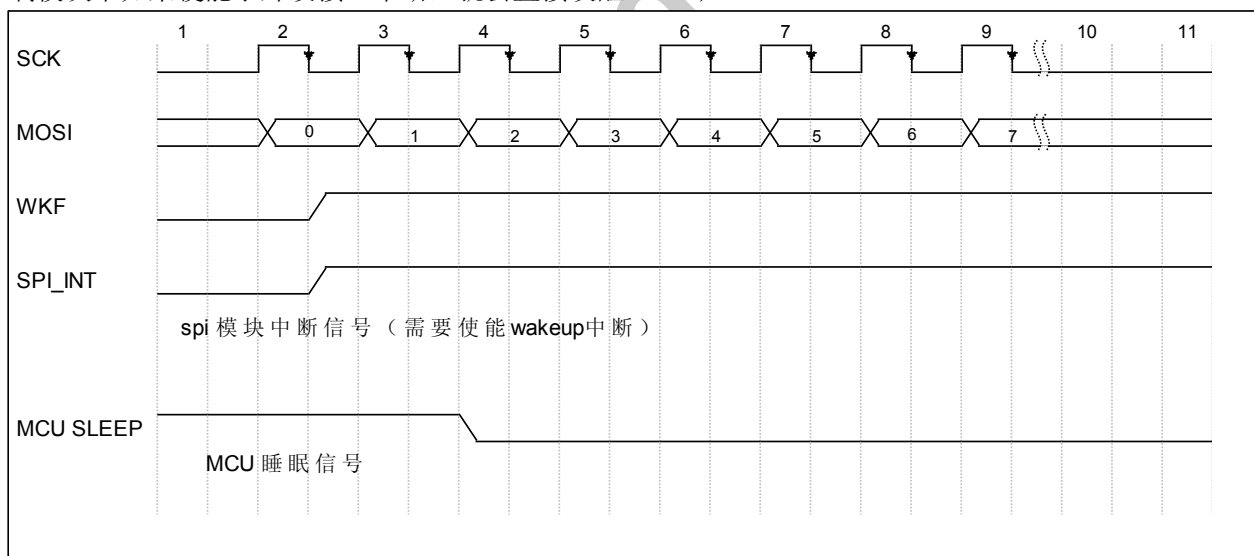 1 2 3 4 5 6 7 8 9 10 11
SCK
MOSI 0 1 2 3 4 5 6 7
WKF
SPI_INT
spi 模块中断信号（需要使能wakeup中断）
MCU SLEEP
MCU 睡眠信号